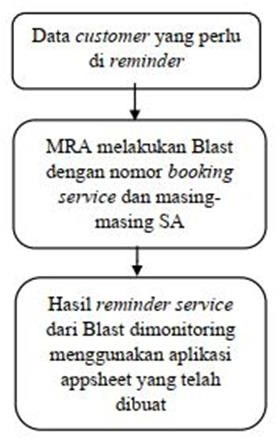 Data customer yang perlu
di reminder
MRA melakukan Blast
dengan nomor booking
service dan masing-
masing SA
Hasil reminder service
dari Blast dimonitoring
menggunakan aplikasi
appsheet yang telah
dibuat